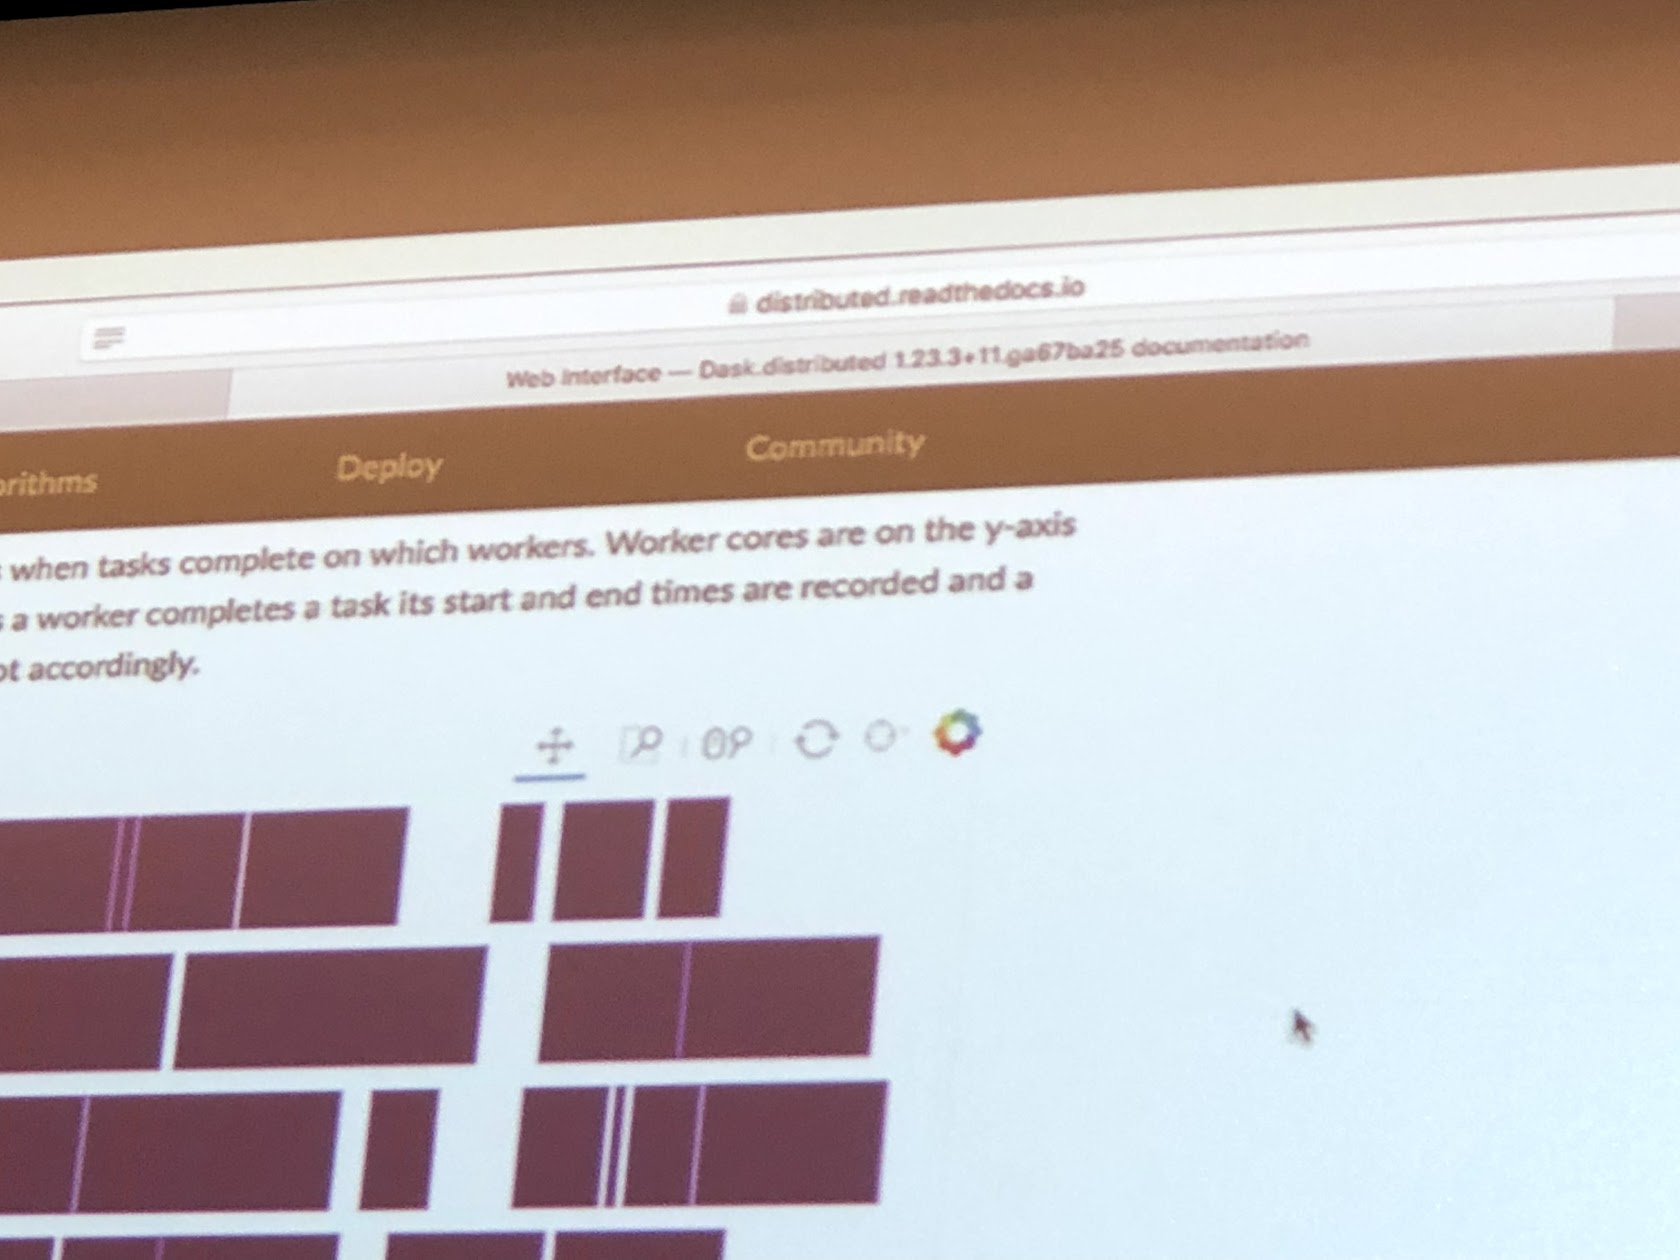 distributed.readthedocs.io
Web Interface — Dask.distributed 1.23.3+11.ga67ba25 documentation
orithms Deploy Community
when tasks complete on which workers. Worker cores are on the y-axis
s a worker completes a task its start and end times are recorded and a
ot accordingly.